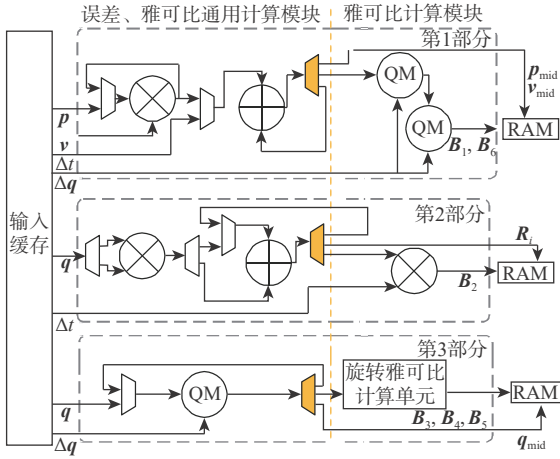 误差、雅可比通用计算模块
雅可比计算模块
第1部分
QM
QM
p_mid
v_mid
RAM
B_1, B_6
p
v
Δt
Δq
输入
缓存
第2部分
R_i
q
RAM
B_2
Δt
第3部分
旋转雅可比
计算单元
QM
RAM
q
B_3, B_4, B_5
q_mid
Δq